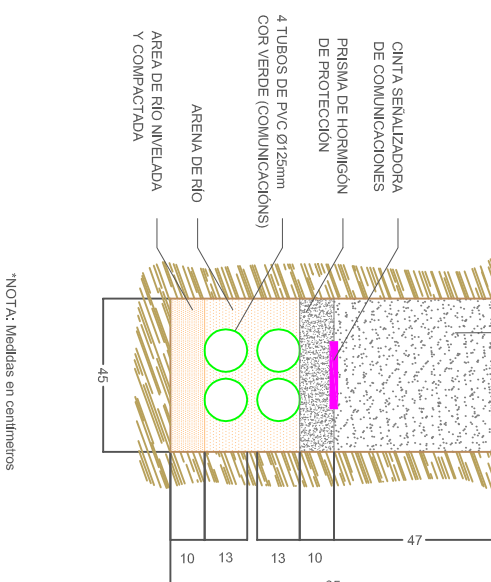 CINTA SEÑALIZADORA
DE COMUNICACIONES
PRISMA DE HORMIGÓN
DE PROTECCIÓN
4 TUBOS DE PVC Ø125mm
COR VERDE (COMUNICACIÓNS)
ARENA DE RÍO
AREA DE RÍO NIVELADA
Y COMPACTADA
45
47
10
13
13
10
*NOTA: Medidas en centímetros